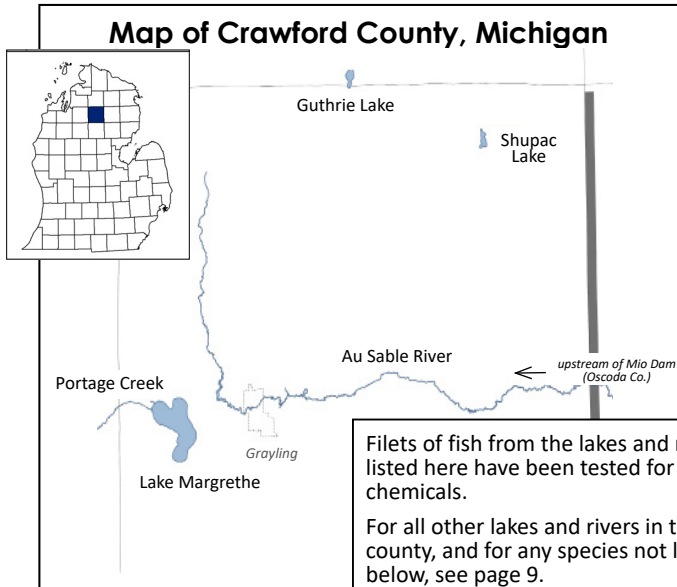 Map of Crawford County, Michigan
Guthrie Lake
Shupac
Lake
Au Sable River
upstream of Mio Dam
(Oscoda Co.)
Portage Creek
Grayling
Lake Margrethe
Filets of fish from the lakes and
listed here have been tested for
chemicals.
For all other lakes and rivers in
county, and for any species not
below, see page 9.